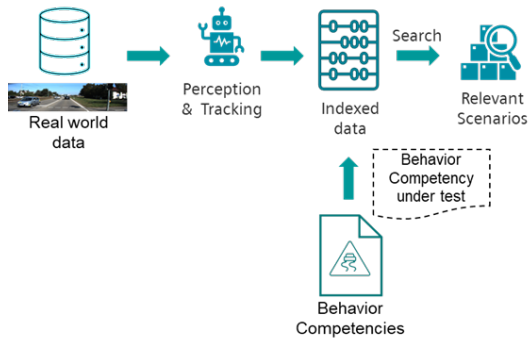 Search
Perception
& Tracking
Indexed
data
Relevant
Scenarios
Real world
data
Behavior
Competency
under test
Behavior
Competencies